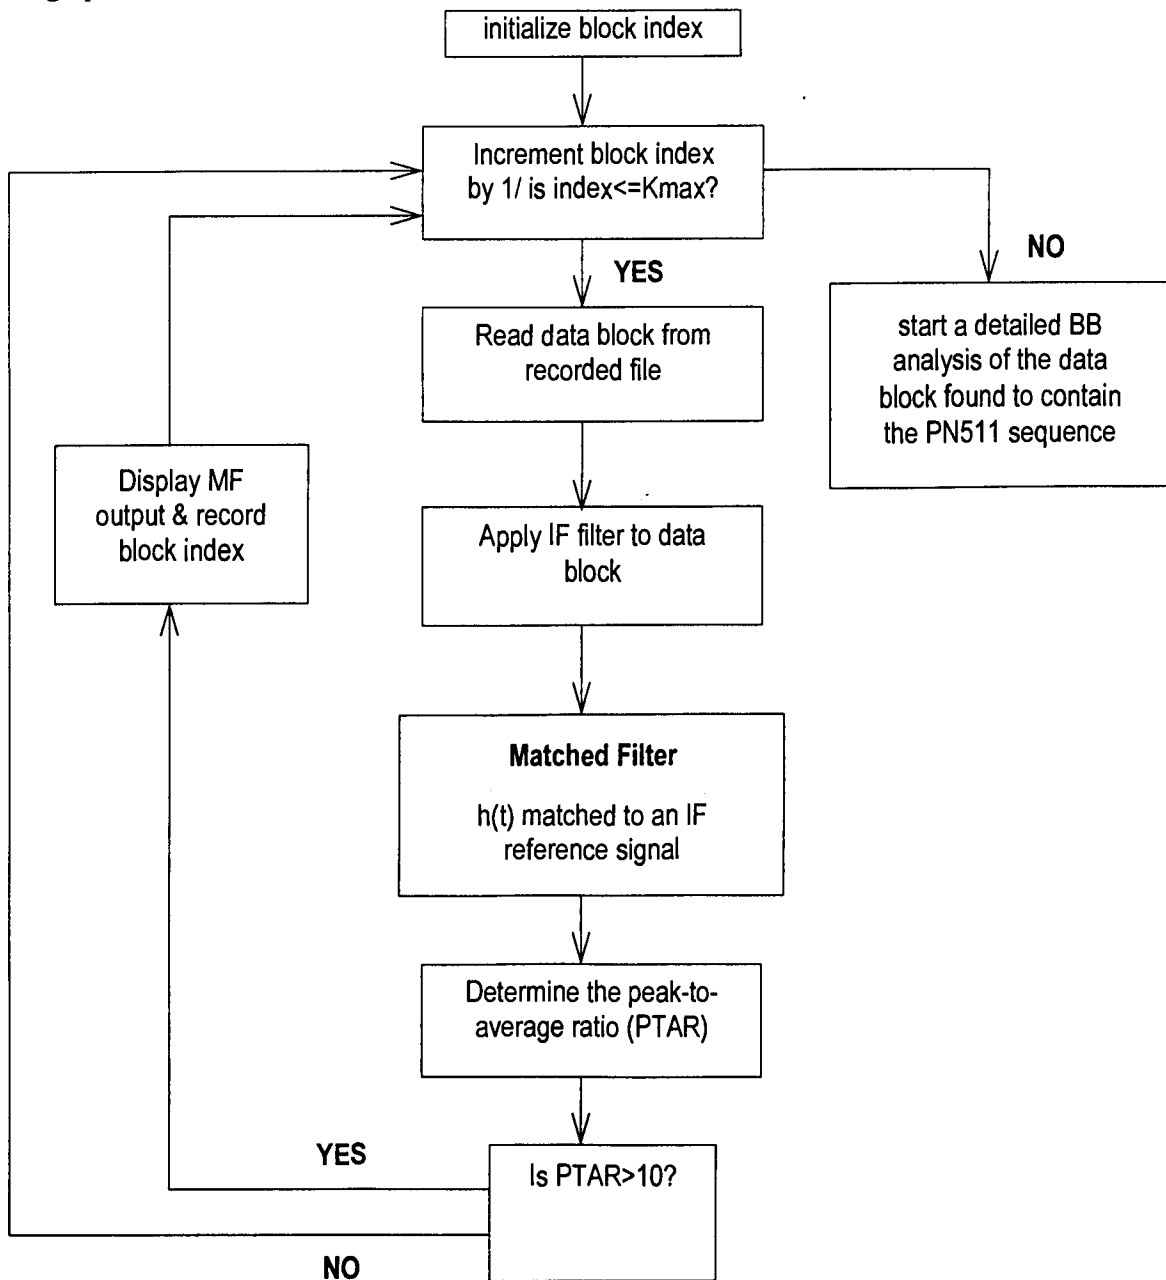 initialize block index
Increment block index
by 1/ is index<=Kmax?
NO
YES
Read data block from
recorded file
start a detailed BB
analysis of the data
block found to contain
the PN511 sequence
Display MF
output & record
block index
Apply IF filter to data
block
Matched Filter
h(t) matched to an IF
reference signal
Determine the peak-to-
average ratio (PTAR)
YES
Is PTAR>10?
NO